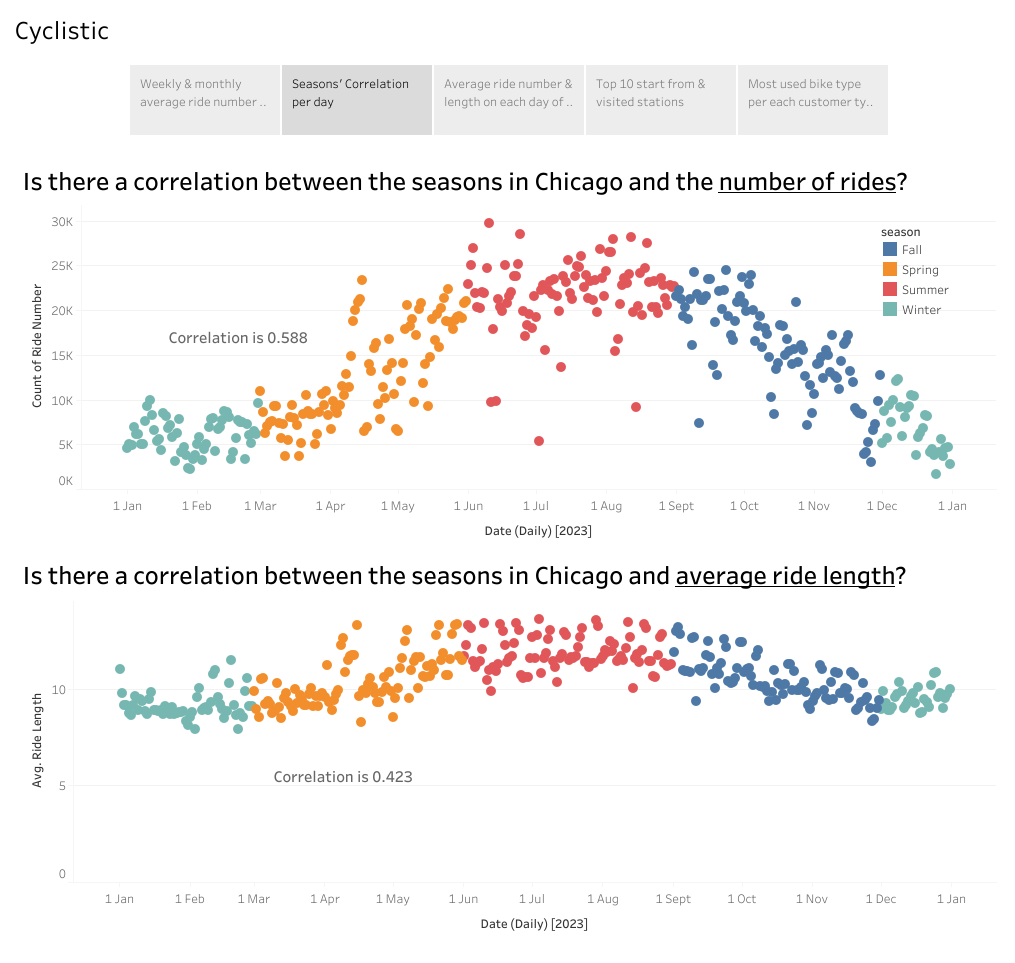 Cyclistic
Weekly & monthly
average ride number ..
Seasons' Correlation
per day
Average ride number &
length on each day of ..
Top 10 start from &
visited stations
Most used bike type
per each customer ty..
Is there a correlation between the seasons in Chicago and the number of rides?
30K
25K
20K
15K
10K
5K
0K
Count of Ride Number
Correlation is 0.588
season
Fall
Spring
Summer
Winter
1 Jan
1 Feb
1 Mar
1 Apr
1 May
1 Jun
1 Jul
1 Aug
1 Sept
1 Oct
1 Nov
1 Dec
1 Jan
Date (Daily) [2023]
Is there a correlation between the seasons in Chicago and average ride length?
10
5
0
Avg. Ride Length
Correlation is 0.423
1 Jan
1 Feb
1 Mar
1 Apr
1 May
1 Jun
1 Jul
1 Aug
1 Sept
1 Oct
1 Nov
1 Dec
1 Jan
Date (Daily) [2023]